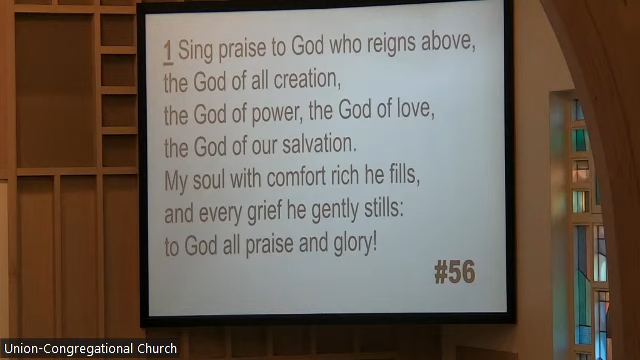 1 Sing praise to God who reigns above,
the God of all creation,
the God of power, the God of love,
the God of our salvation.
My soul with comfort rich he fills,
and every grief he gently stills:
to God all praise and glory!
#56
Union-Congregational Church